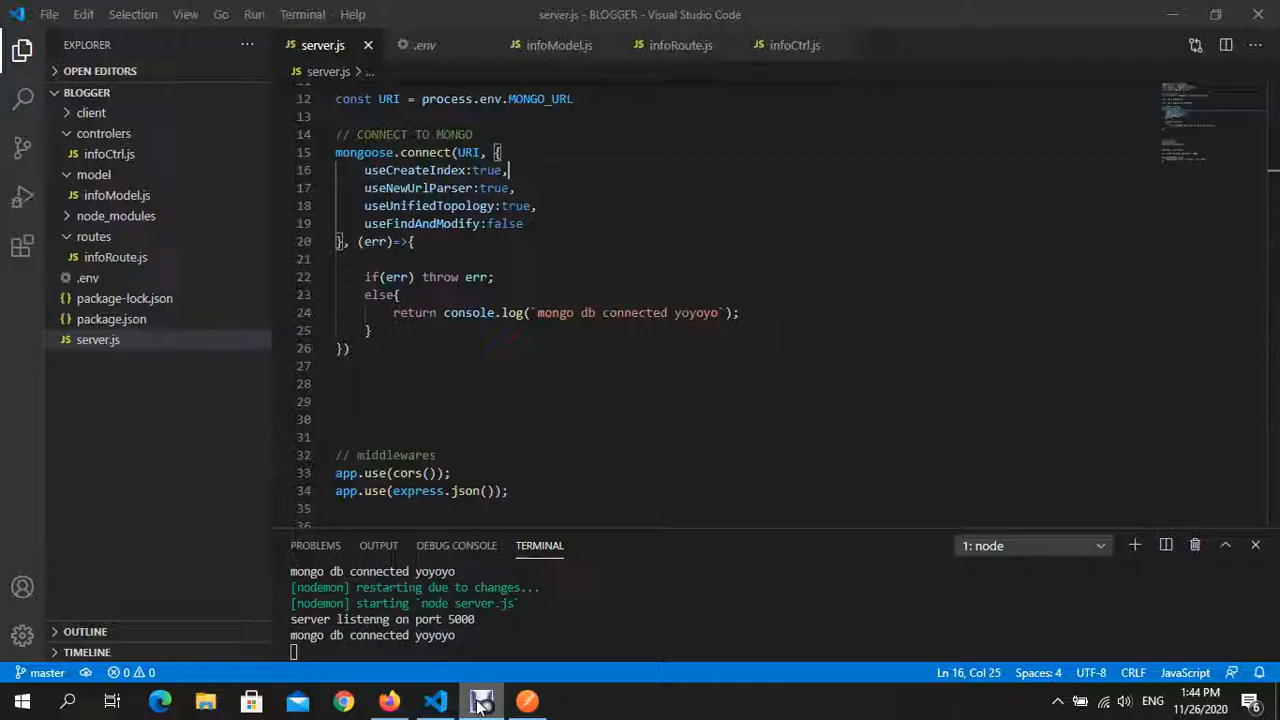 File Edit Selection View Go Run Terminal Help
server.js - BLOGGER - Visual Studio Code
EXPLORER
OPEN EDITORS
BLOGGER
client
controlers
infoCtrl.js
model
infoModel.js
node_modules
routes
infoRoute.js
.env
package-lock.json
package.json
server.js
OUTLINE
TIMELINE
server.js .env infoModel.js infoRoute.js infoCtrl.js
server.js > ...
12 const URI = process.env.MONGO_URL
13
14 // CONNECT TO MONGO
15 mongoose.connect(URI, {
16 useCreateIndex:true,
17 useNewUrlParser:true,
18 useUnifiedTopology:true,
19 useFindAndModify:false
20 }, (err)=>{
21
22 if(err) throw err;
23 else{
24 return console.log(`mongo db connected yoyoyo`);
25 }
26 })
27
28
29
30
31
32 // middlewares
33 app.use(cors());
34 app.use(express.json());
36
PROBLEMS OUTPUT DEBUG CONSOLE TERMINAL
1: node
mongo db connected yoyoyo
[nodemon] restarting due to changes...
[nodemon] starting `node server.js`
server listenng on port 5000
mongo db connected yoyoyo
master 0 0
Ln 16, Col 25 Spaces: 4 UTF-8 CRLF JavaScript
ENG
1:44 PM
11/26/2020
6